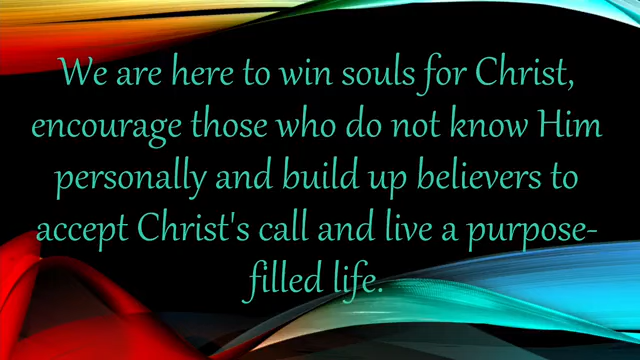 We are here to win souls for Christ,
encourage those who do not know Him
personally and build up believers to
accept Christ's call and live a purpose-
filled life.